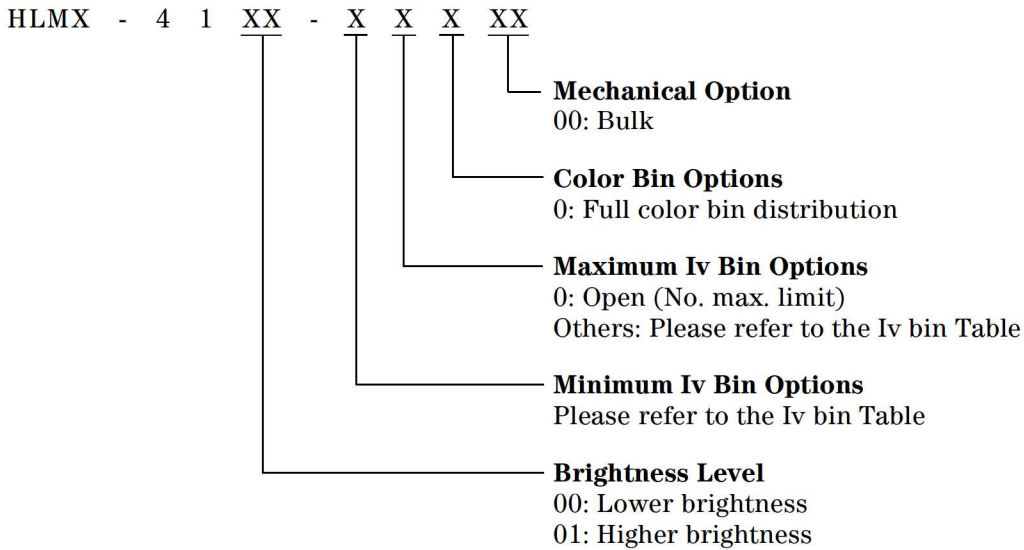 HLMX - 4 1 XX - X X X XX
Mechanical Option
00: Bulk
Color Bin Options
0: Full color bin distribution
Maximum Iv Bin Options
0: Open (No. max. limit)
Others: Please refer to the Iv bin Table
Minimum Iv Bin Options
Please refer to the Iv bin Table
Brightness Level
00: Lower brightness
01: Higher brightness